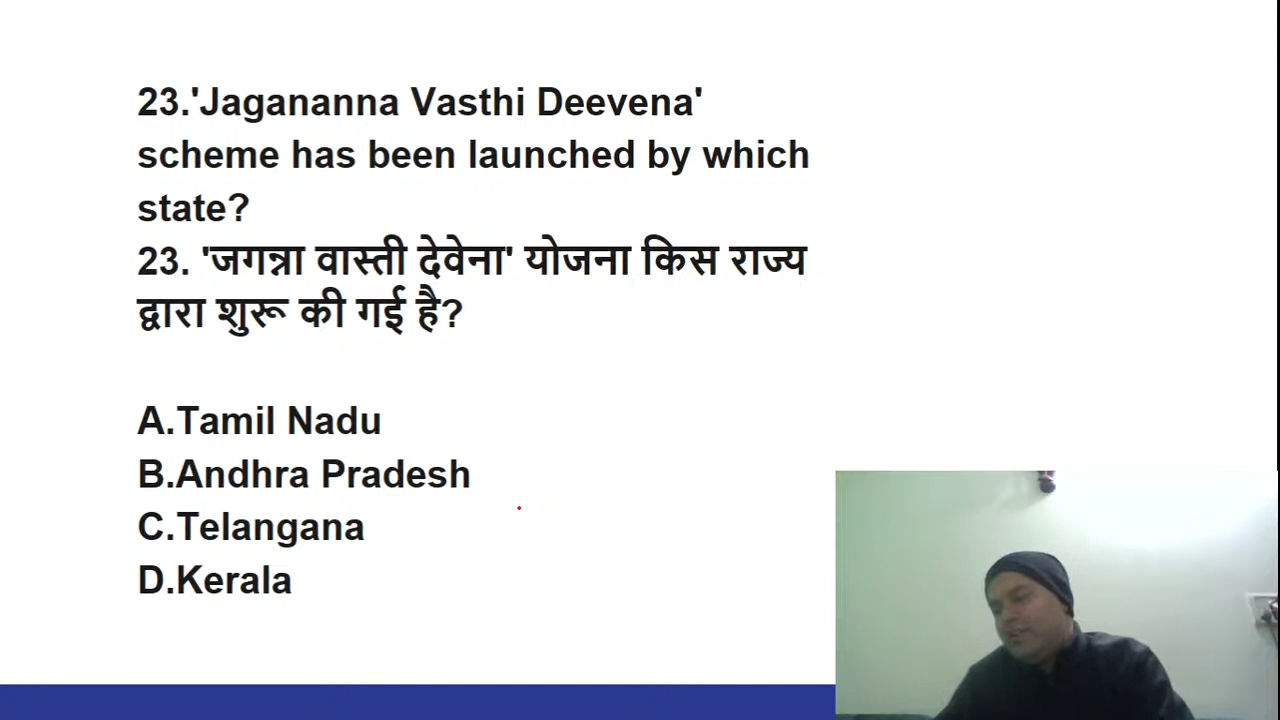 23.'Jagananna Vasthi Deevena'
scheme has been launched by which
state?
23. 'जगन्ना वास्ती देवेना' योजना किस राज्य
द्वारा शुरू की गई है?
A.Tamil Nadu
B.Andhra Pradesh
C.Telangana
D.Kerala